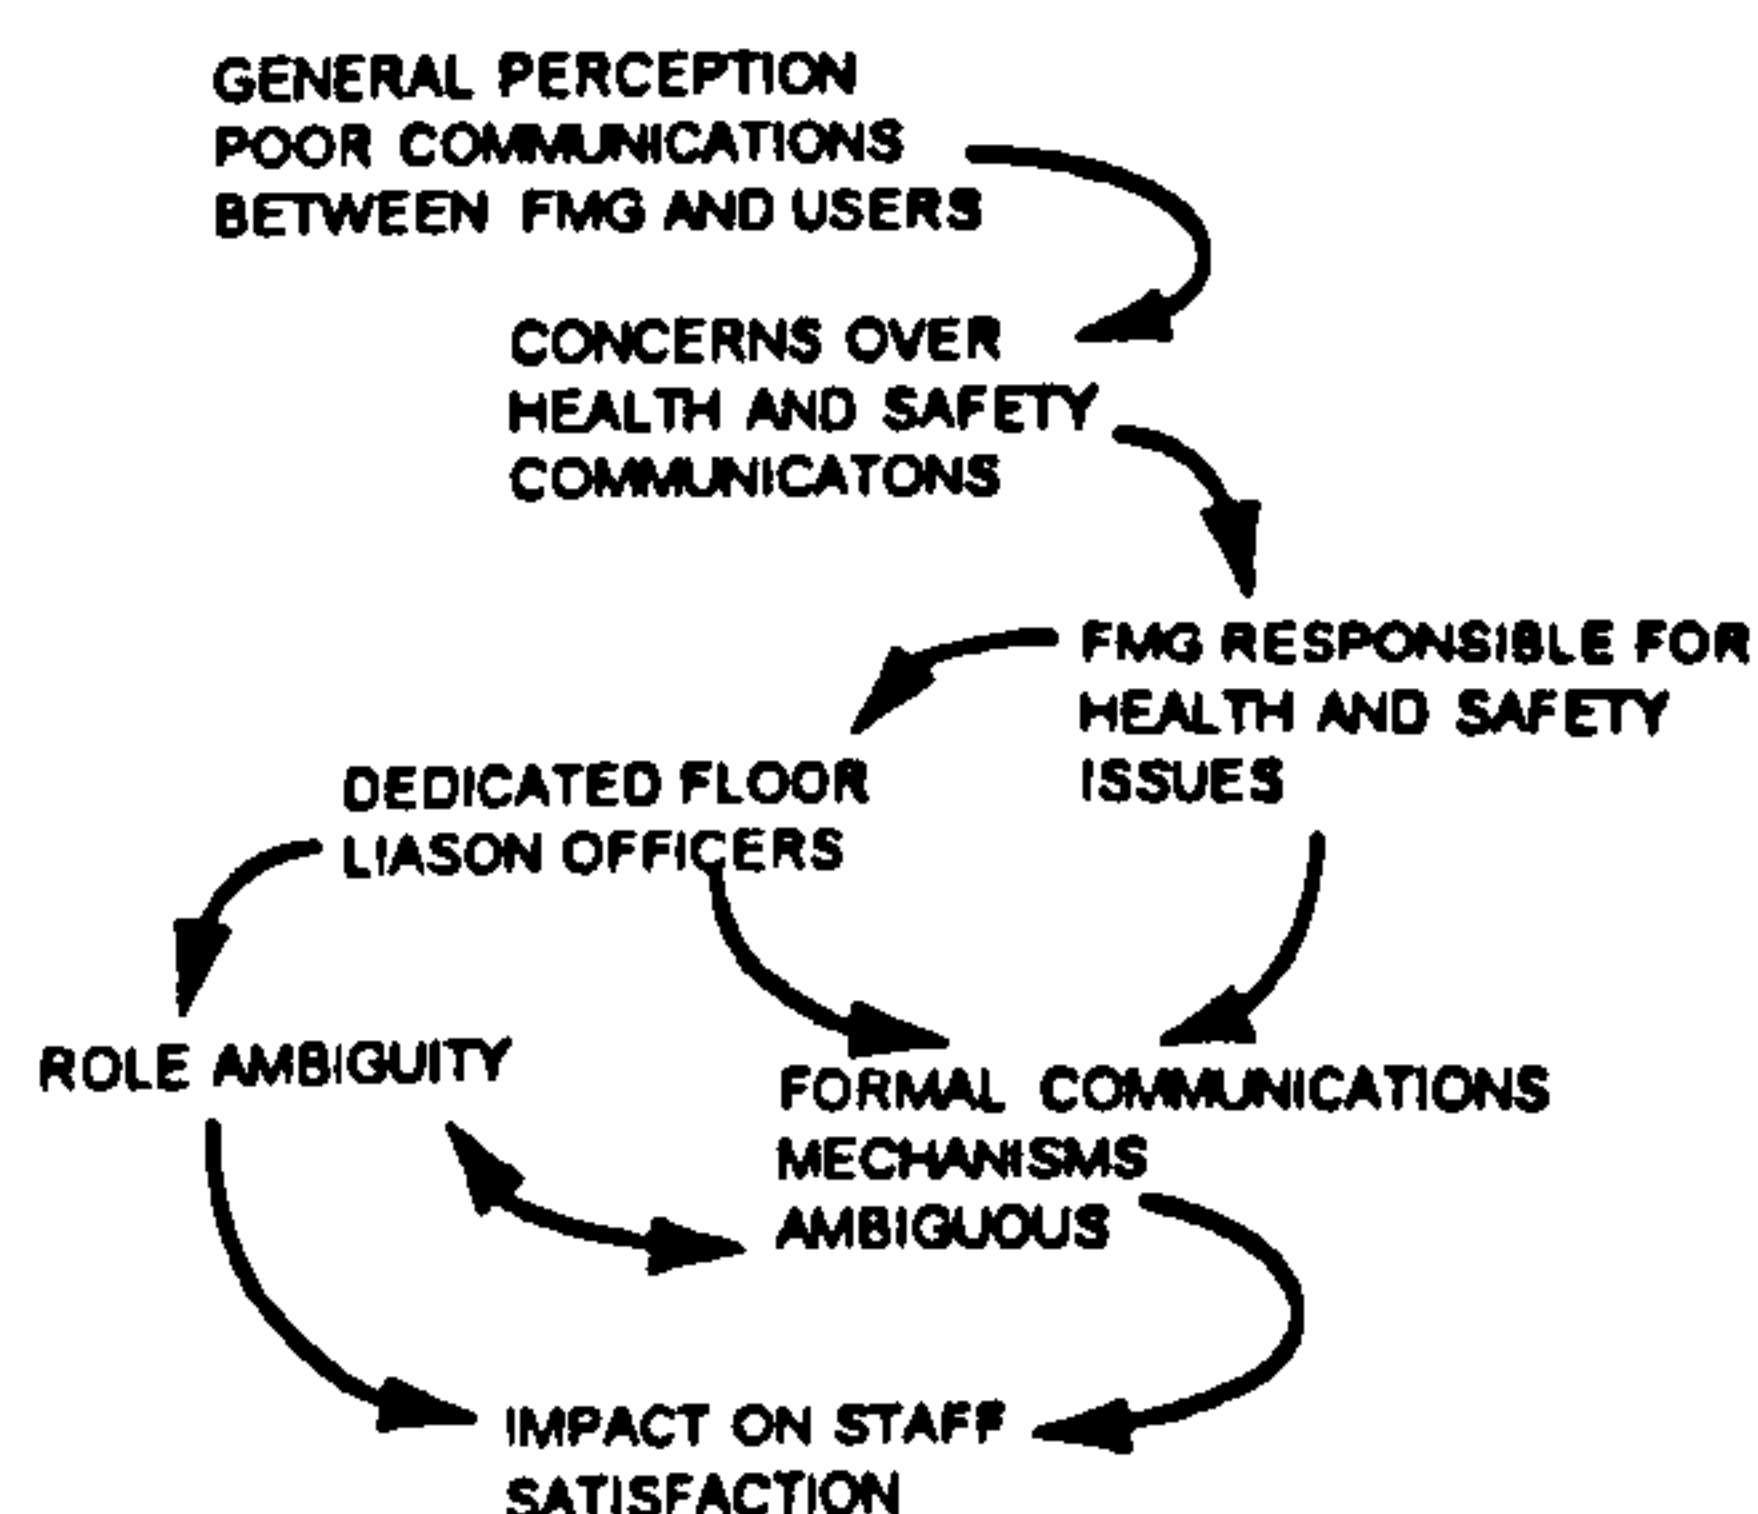 GENERAL PERCEPTION
POOR COMMUNICATIONS
BETWEEN FMG AND USERS
CONCERNS OVER
HEALTH AND SAFETY
COMMUNICATONS
FMG RESPONSIBLE FOR
HEALTH AND SAFETY
ISSUES
DEDICATED FLOOR
LIASON OFFICERS
ROLE AMBIGUITY
FORMAL COMMUNICATIONS
MECHANISMS
AMBIGUOUS
IMPACT ON STAFF
SATISFACTION